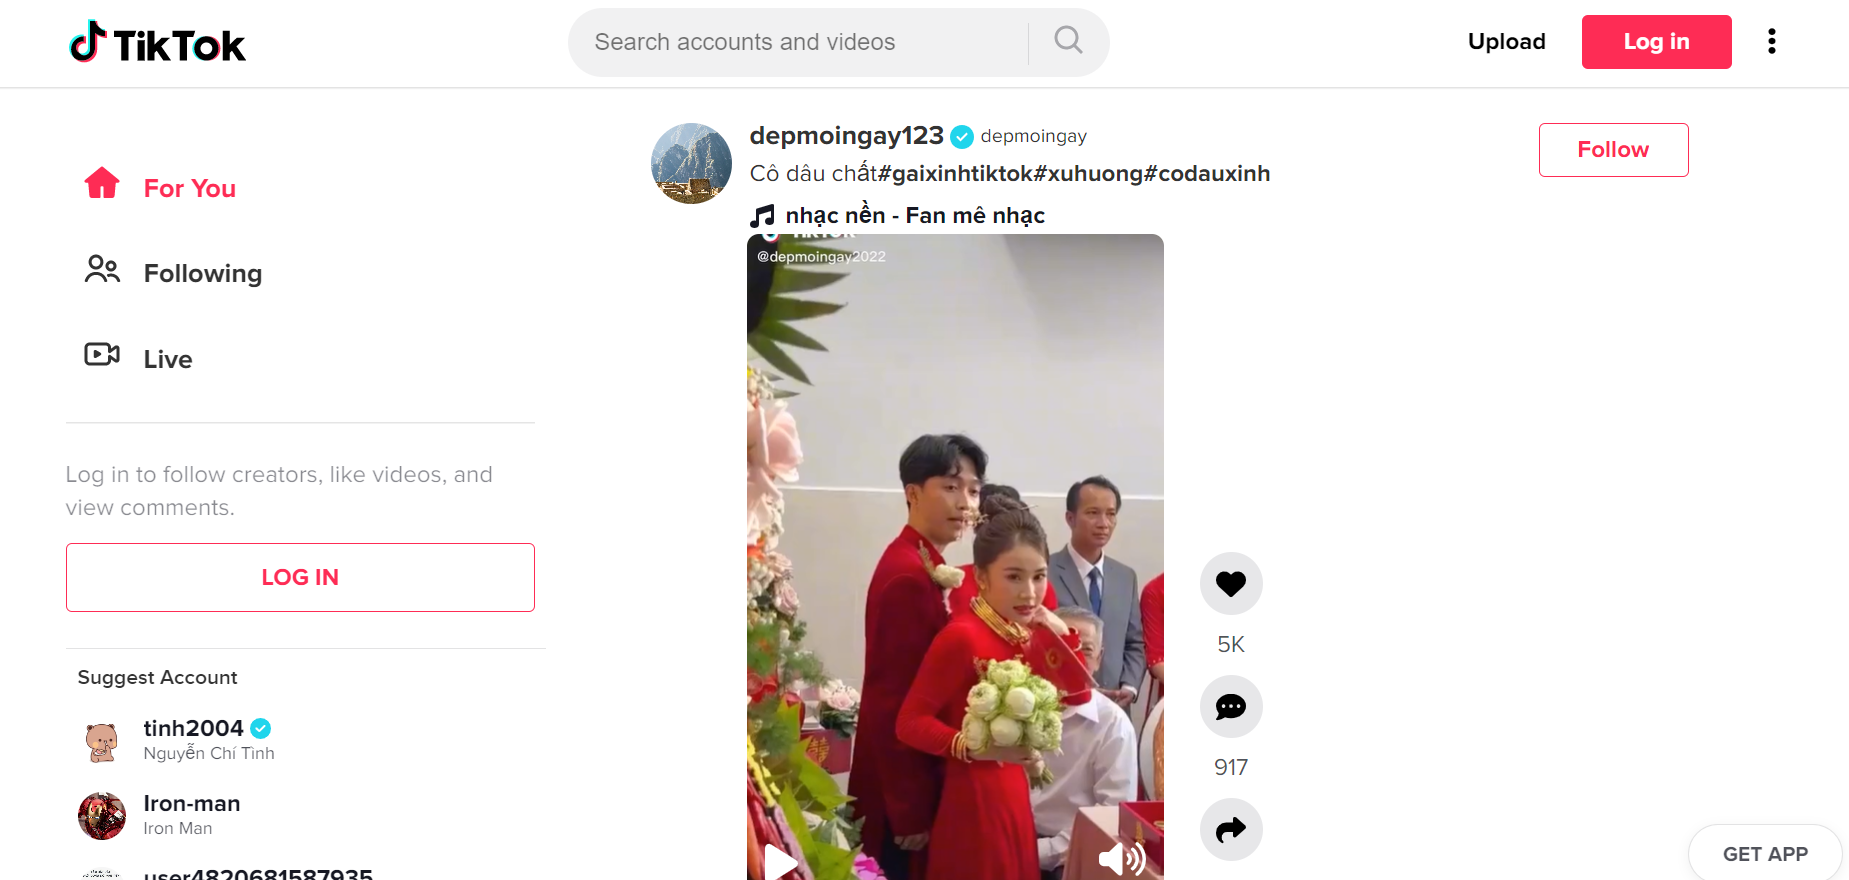 TikTok
Search accounts and videos
Upload
Log in
For You
Following
Live
Log in to follow creators, like videos, and
view comments.
LOG IN
Suggest Account
tinh2004
Nguyễn Chí Tình
Iron-man
Iron Man
user4820681587935
depmoingay123 depmoingay
Cô dâu chất#gaixinhtiktok#xuhuong#codauxinh
nhạc nền - Fan mê nhạc
Follow
TikTok
@depmoingay2022
5K
917
GET APP